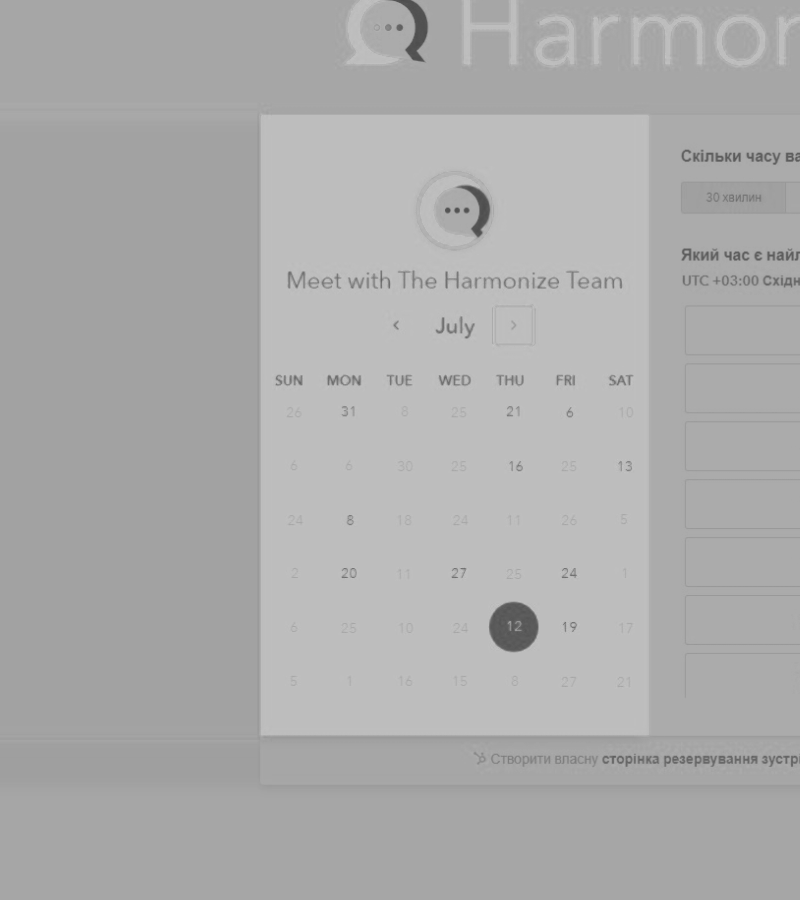 Harmon
Скільки часу ва
30 хвилин
Який час є найл
UTC +03:00 Східн
Meet with The Harmonize Team
‹ July ›
SUN MON TUE WED THU FRI SAT
26 31 8 25 21 6 10
6 6 30 25 16 25 13
24 8 18 24 11 26 5
2 20 11 27 25 24 1
6 25 10 24 12 19 17
5 1 16 15 8 27 21
Створити власну сторінка резервування зустрі